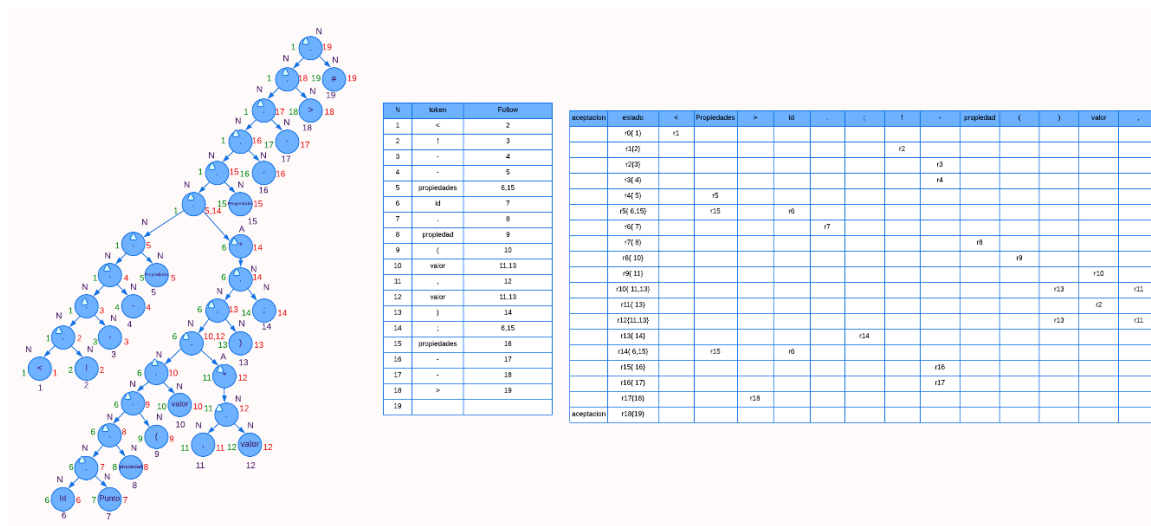 N
1 . 19
N N
1 . 18 19 # 19
19
N N
1 . 17 18 > 18
18
N N
1 . 16 17 - 17
17
N N
1 . 15 16 - 16
16
N N
1 . 5,14 15 Propiedades 15
15
N A
1 . 5 6 * 14
N N N
1 . 4 5 Propiedades 5 6 . 14
5
N N N N
1 . 3 4 - 4 6 . 13 14 ; 14
4 14
N N N N
1 . 2 3 - 3 6 . 10,12 13 ) 13
3 13
N N N A
1 < 1 2 ! 2 6 . 10 11 * 12
1 2
N N N
6 . 9 10 valor 10 11 . 12
10
N N N N
6 . 8 9 ( 9 11 , 11 12 valor 12
9 11 12
N N
6 . 7 8 propiedad 8
8
N N
6 Id 6 7 Punto 7
6 7
N token Follow
1 < 2
2 ! 3
3 - 4
4 - 5
5 propiedades 6,15
6 id 7
7 . 8
8 propiedad 9
9 ( 10
10 valor 11,13
11 , 12
12 valor 11,13
13 ) 14
14 ; 6,15
15 propiedades 16
16 - 17
17 - 18
18 > 19
19
aceptacion estado < Propiedades > Id . ; ! - propiedad ( ) valor ,
r0{ 1} r1
r1{2} r2
r2{3} r3
r3{ 4} r4
r4{ 5} r5
r5{ 6,15} r15 r6
r6{ 7} r7
r7{ 8} r8
r8{ 10} r9
r9{ 11} r10
r10{ 11,13} r13 r11
r11{ 13} r2
r12{11,13} r13 r11
r13{ 14} r14
r14{ 6,15} r15 r6
r15{ 16} r16
r16{ 17} r17
r17{18} r18
aceptacion r18{19}